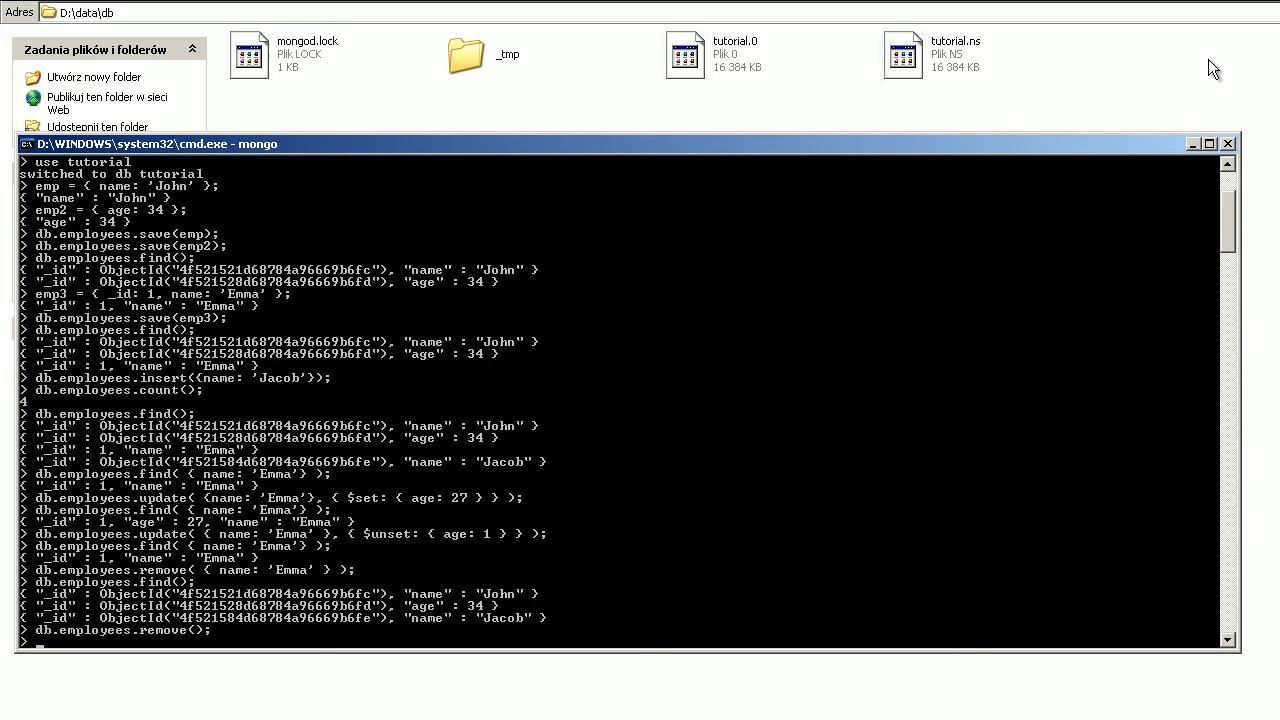 Adres D:\data\db
Zadania plików i folderów
Utwórz nowy folder
Publikuj ten folder w sieci
Web
Udostępnij ten folder
mongod.lock
Plik LOCK
1 KB
_tmp
tutorial.0
Plik 0
16 384 KB
tutorial.ns
Plik NS
16 384 KB
D:\WINDOWS\system32\cmd.exe - mongo
> use tutorial
switched to db tutorial
> emp = { name: 'John' };
{ "name" : "John" }
> emp2 = { age: 34 };
{ "age" : 34 }
> db.employees.save(emp);
> db.employees.save(emp2);
> db.employees.find();
{ "_id" : ObjectId("4f521521d68784a96669b6fc"), "name" : "John" }
{ "_id" : ObjectId("4f521528d68784a96669b6fd"), "age" : 34 }
> emp3 = { _id: 1, name: 'Emma' };
{ "_id" : 1, "name" : "Emma" }
> db.employees.save(emp3);
> db.employees.find();
{ "_id" : ObjectId("4f521521d68784a96669b6fc"), "name" : "John" }
{ "_id" : ObjectId("4f521528d68784a96669b6fd"), "age" : 34 }
{ "_id" : 1, "name" : "Emma" }
> db.employees.insert({name: 'Jacob'});
> db.employees.count();
4
> db.employees.find();
{ "_id" : ObjectId("4f521521d68784a96669b6fc"), "name" : "John" }
{ "_id" : ObjectId("4f521528d68784a96669b6fd"), "age" : 34 }
{ "_id" : 1, "name" : "Emma" }
{ "_id" : ObjectId("4f521584d68784a96669b6fe"), "name" : "Jacob" }
> db.employees.find( { name: 'Emma'} );
{ "_id" : 1, "name" : "Emma" }
> db.employees.update( {name: 'Emma'}, { $set: { age: 27 } } );
> db.employees.find( { name: 'Emma'} );
{ "_id" : 1, "age" : 27, "name" : "Emma" }
> db.employees.update( { name: 'Emma' }, { $unset: { age: 1 } } );
> db.employees.find( { name: 'Emma'} );
{ "_id" : 1, "name" : "Emma" }
> db.employees.remove( { name: 'Emma' } );
> db.employees.find();
{ "_id" : ObjectId("4f521521d68784a96669b6fc"), "name" : "John" }
{ "_id" : ObjectId("4f521528d68784a96669b6fd"), "age" : 34 }
{ "_id" : ObjectId("4f521584d68784a96669b6fe"), "name" : "Jacob" }
> db.employees.remove();
> _